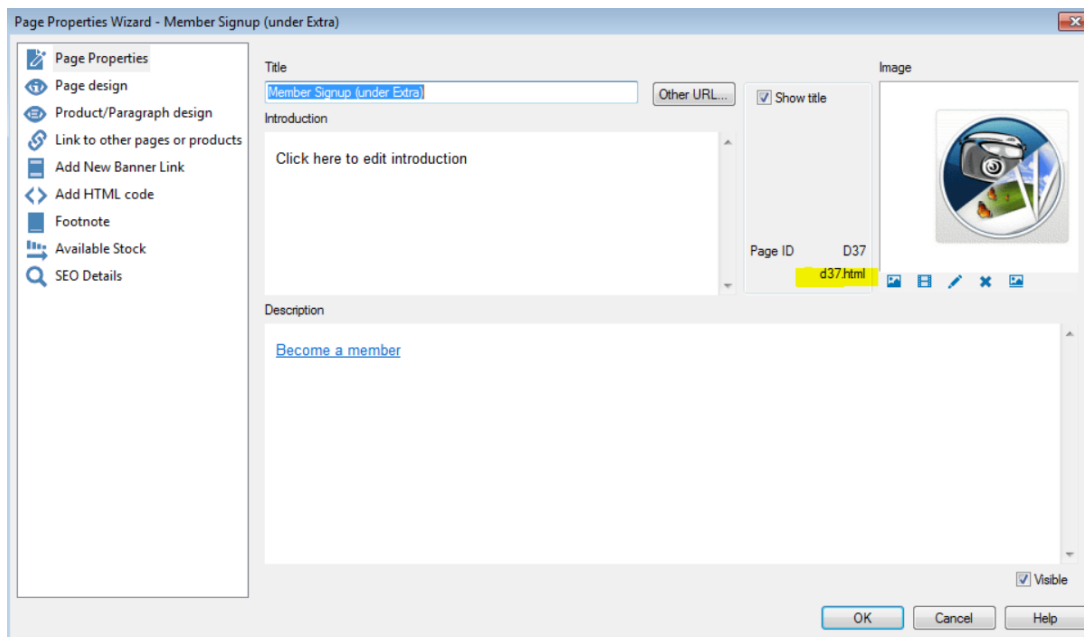 Page Properties Wizard - Member Signup (under Extra)
Page Properties
Page design
Product/Paragraph design
Link to other pages or products
Add New Banner Link
Add HTML code
Footnote
Available Stock
SEO Details
Title
Member Signup (under Extra)
Other URL...
Introduction
Click here to edit introduction
Show title
Page ID D37
d37.html
Image
Description
Become a member
Visible
OK
Cancel
Help